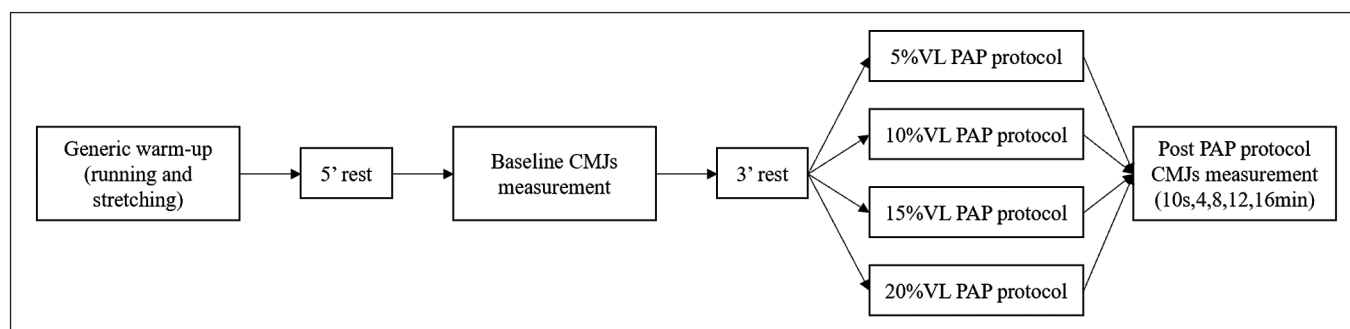 Generic warm-up
(running and
stretching)
5’ rest
Baseline CMJs
measurement
3’ rest
5%VL PAP protocol
10%VL PAP protocol
15%VL PAP protocol
20%VL PAP protocol
Post PAP protocol
CMJs measurement
(10s,4,8,12,16min)